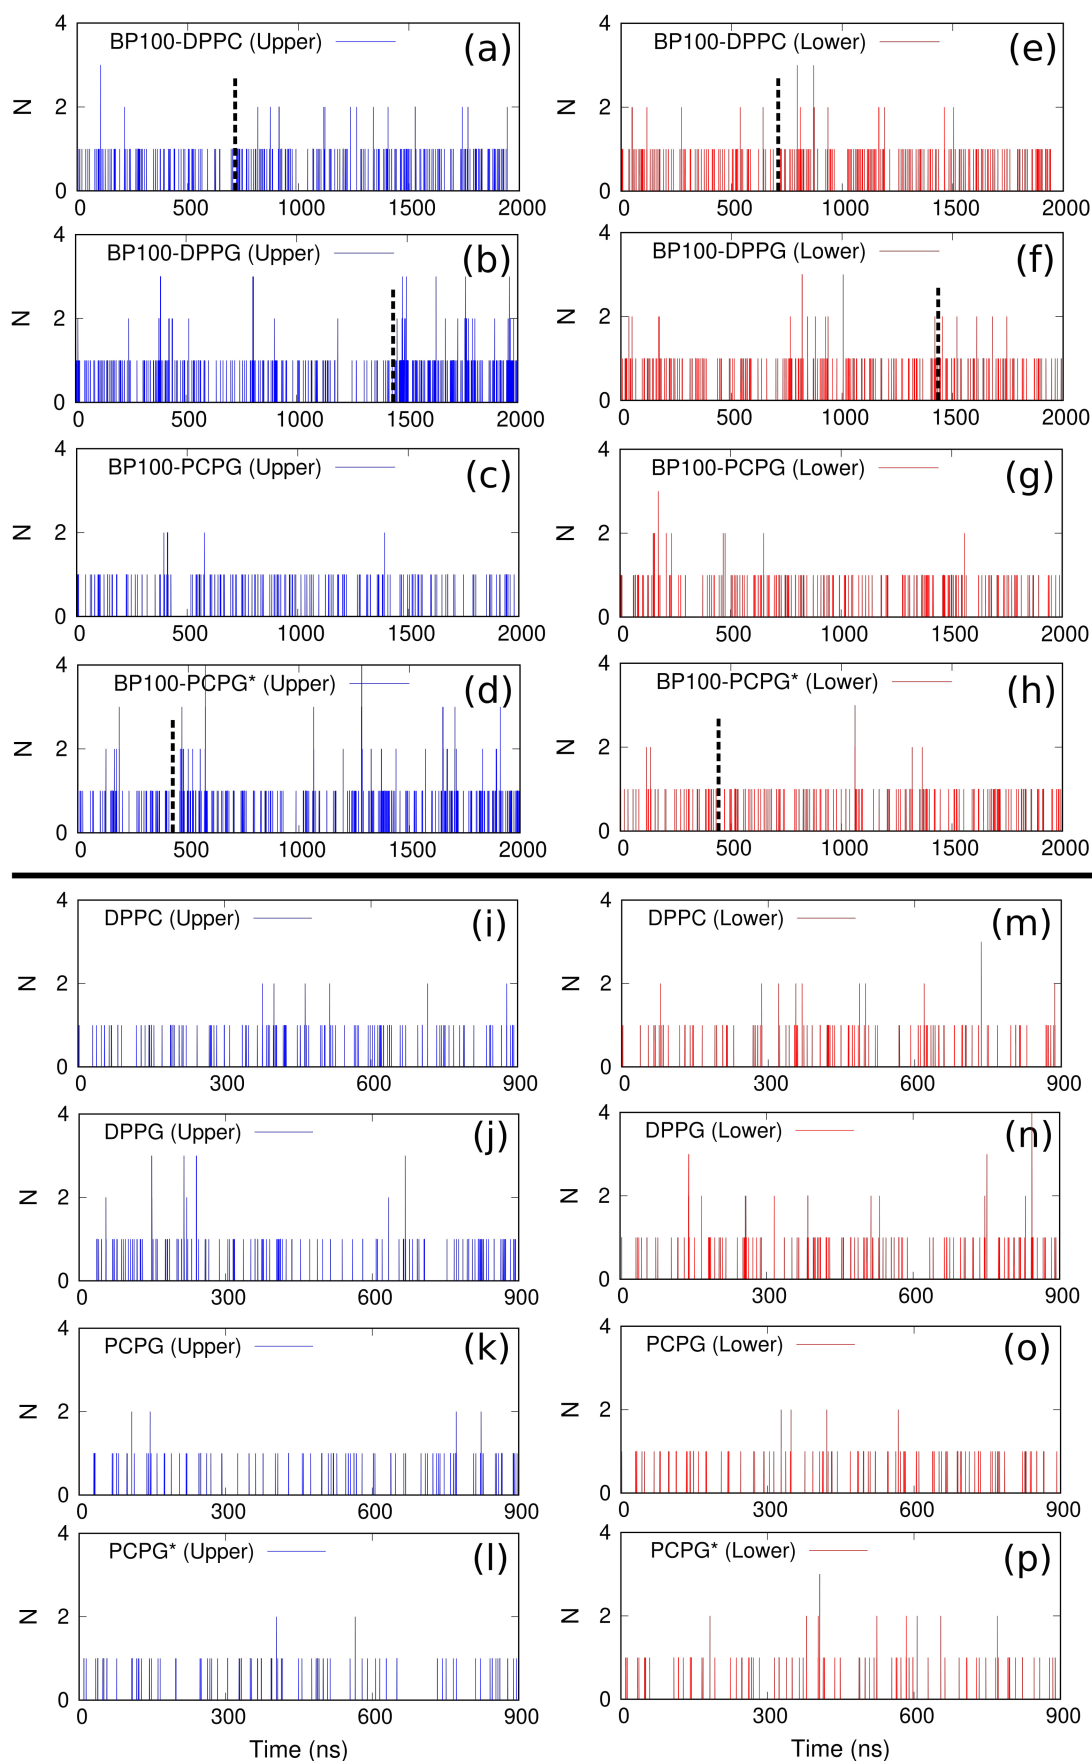 4 BP100-DPPC (Upper) (a)
N 2
0
0 500 1000 1500 2000
BP100-DPPC (Lower) (e)
4
N 2
0
0 500 1000 1500 2000
4 BP100-DPPG (Upper) (b)
N 2
0
0 500 1000 1500 2000
4 BP100-DPPG (Lower) (f)
N 2
0
0 500 1000 1500 2000
4 BP100-PCPG (Upper) (c)
N 2
0
0 500 1000 1500 2000
4 BP100-PCPG (Lower) (g)
N 2
0
0 500 1000 1500 2000
4 BP100-PCPG* (Upper) (d)
N 2
0
0 500 1000 1500 2000
4 BP100-PCPG* (Lower) (h)
N 2
0
0 500 1000 1500 2000
4 DPPC (Upper) (i)
N 2
0
0 300 600 900
4 DPPC (Lower) (m)
N 2
0
0 300 600 900
4 DPPG (Upper) (j)
N 2
0
0 300 600 900
4 DPPG (Lower) (n)
N 2
0
0 300 600 900
4 PCPG (Upper) (k)
N 2
0
0 300 600 900
4 PCPG (Lower) (o)
N 2
0
0 300 600 900
4 PCPG* (Upper) (l)
N 2
0
0 300 600 900
Time (ns)
4 PCPG* (Lower) (p)
N 2
0
0 300 600 900
Time (ns)